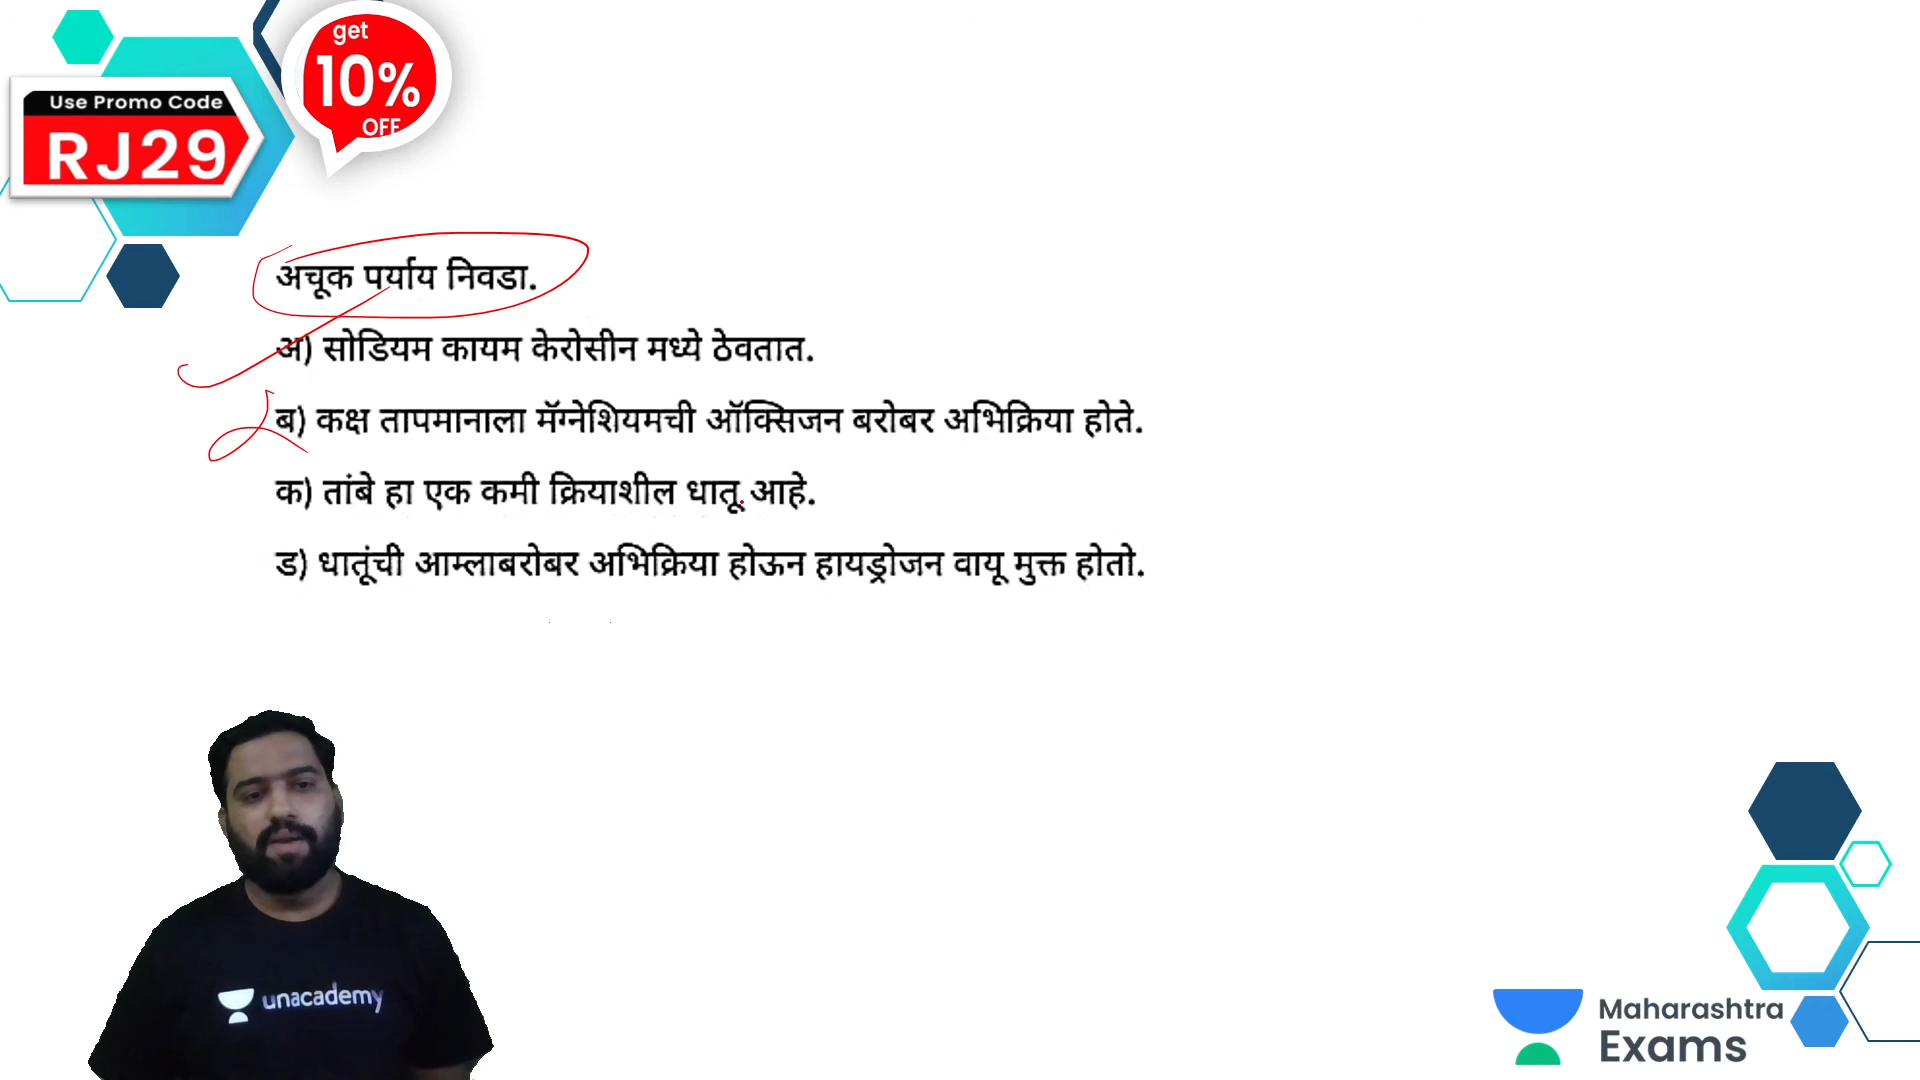 get
10%
OFF
Use Promo Code
RJ29
अचूक पर्याय निवडा.
अ) सोडियम कायम केरोसीन मध्ये ठेवतात.
ब) कक्ष तापमानाला मॅग्नेशियमची ऑक्सिजन बरोबर अभिक्रिया होते.
क) तांबे हा एक कमी क्रियाशील धातू आहे.
ड) धातूंची आम्लाबरोबर अभिक्रिया होऊन हायड्रोजन वायू मुक्त होतो.
unacademy
Maharashtra
Exams